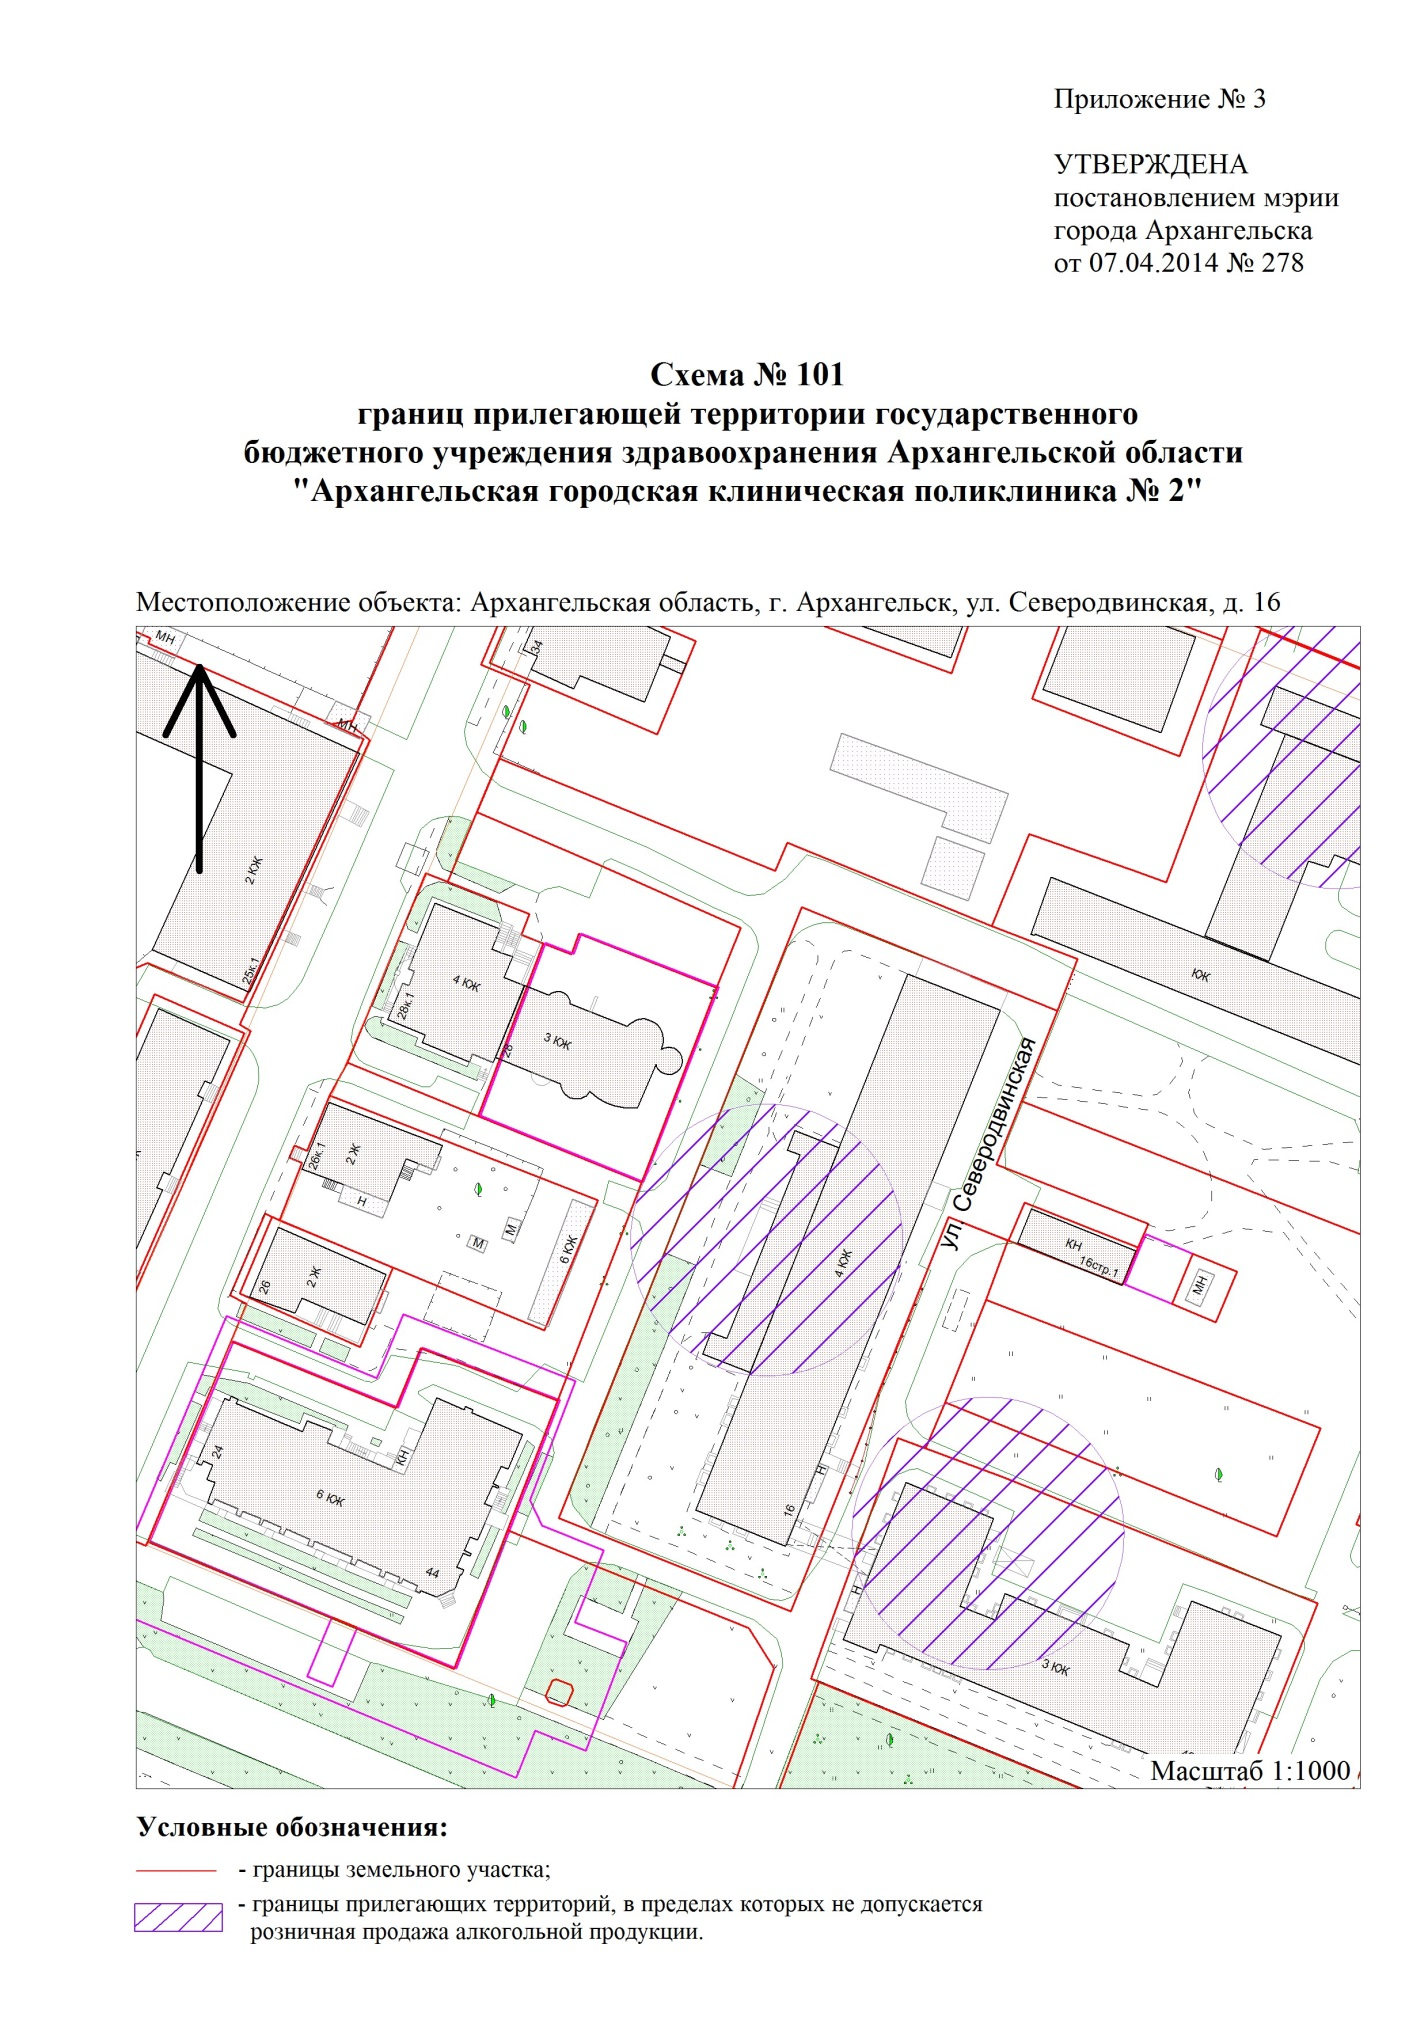 Приложение № 3
УТВЕРЖДЕНА
постановлением мэрии
города Архангельска
от 07.04.2014 № 278
Схема № 101
границ прилегающей территории государственного
бюджетного учреждения здравоохранения Архангельской области
"Архангельская городская клиническая поликлиника № 2"
Местоположение объекта: Архангельская область, г. Архангельск, ул. Северодвинская, д. 16
МН
34
МН
2 КЖ
25к.1
4 КЖ
28к.1
3 КЖ
28
КЖ
ул. Северодвинская
26к.1
2 Ж
Н
М
М
6 КЖ
26
2 Ж
4 КЖ
КН
16стр.1
МН
24
КН
6 КЖ
44
Н
16
Н
3 КЖ
Масштаб 1:1000
Условные обозначения:
- границы земельного участка;
- границы прилегающих территорий, в пределах которых не допускается
розничная продажа алкогольной продукции.